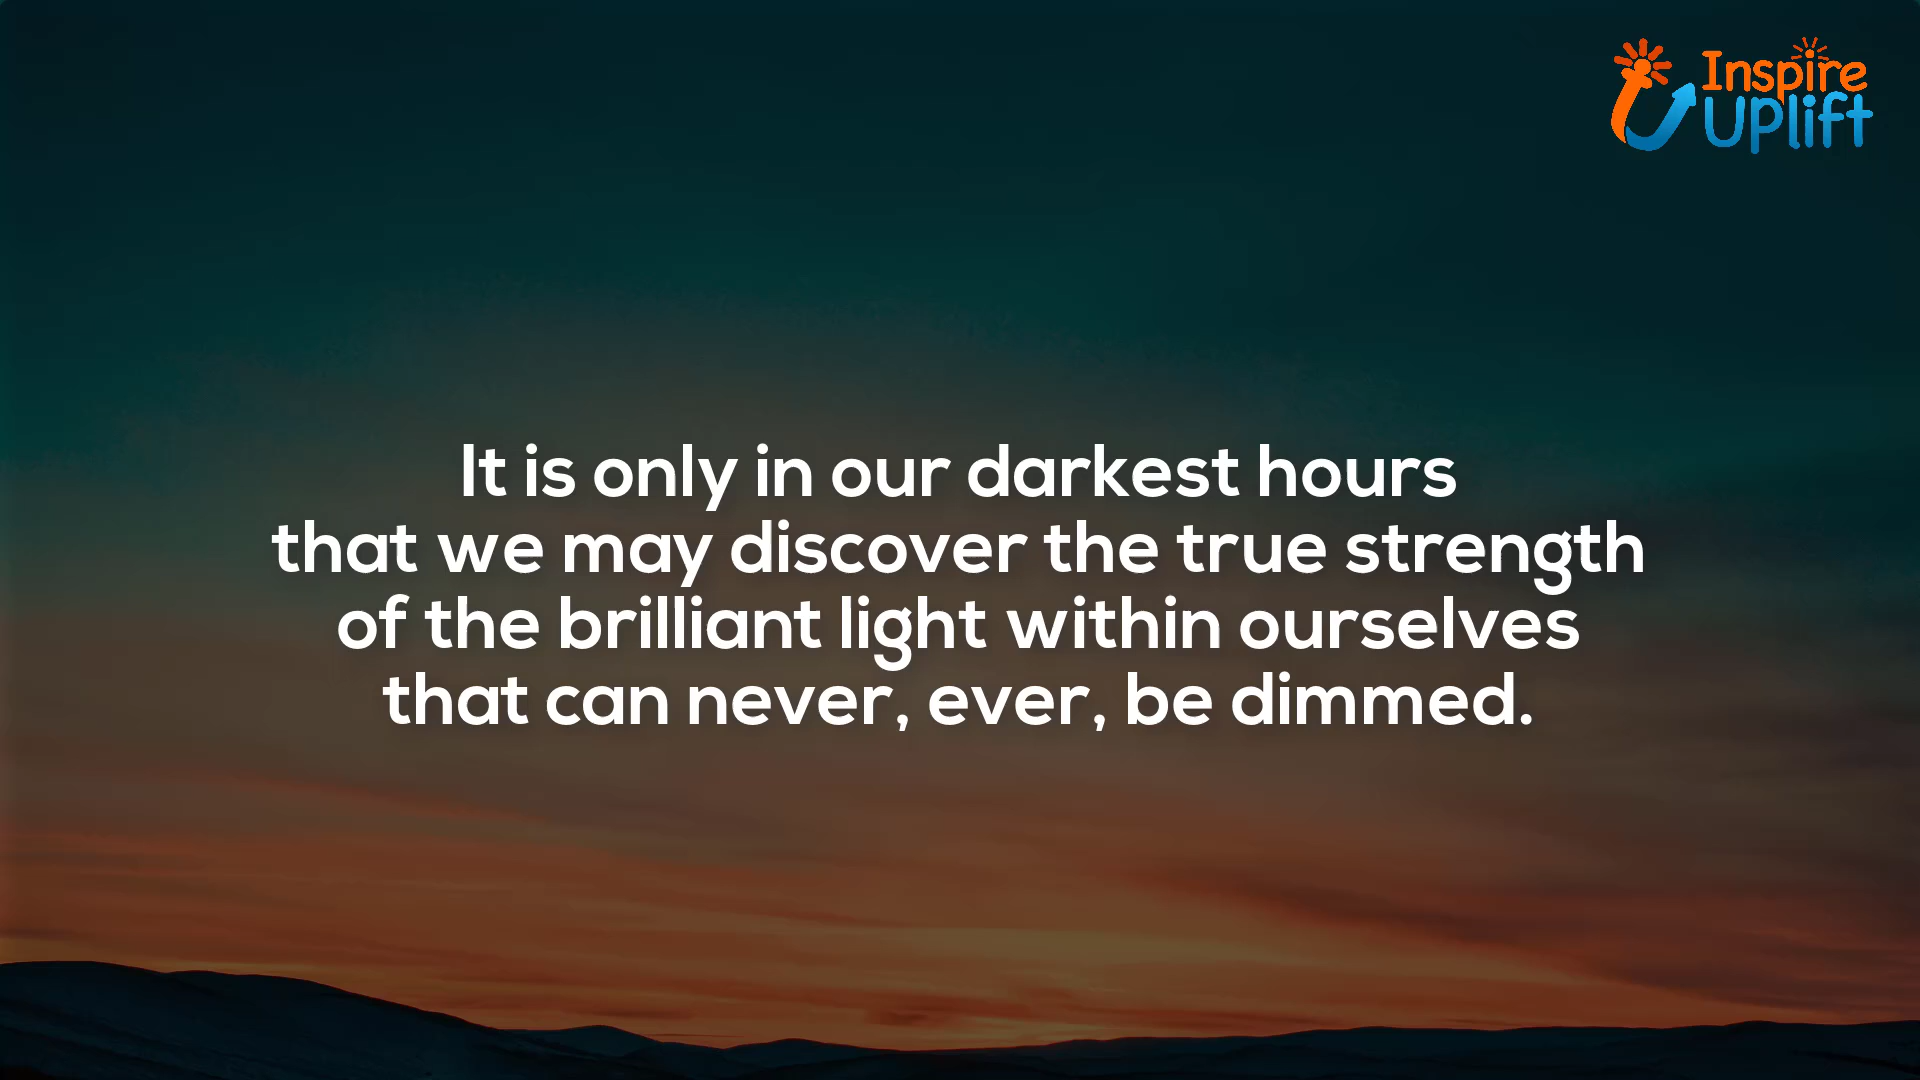 Inspire
Uplift
It is only in our darkest hours
that we may discover the true strength
of the brilliant light within ourselves
that can never, ever, be dimmed.